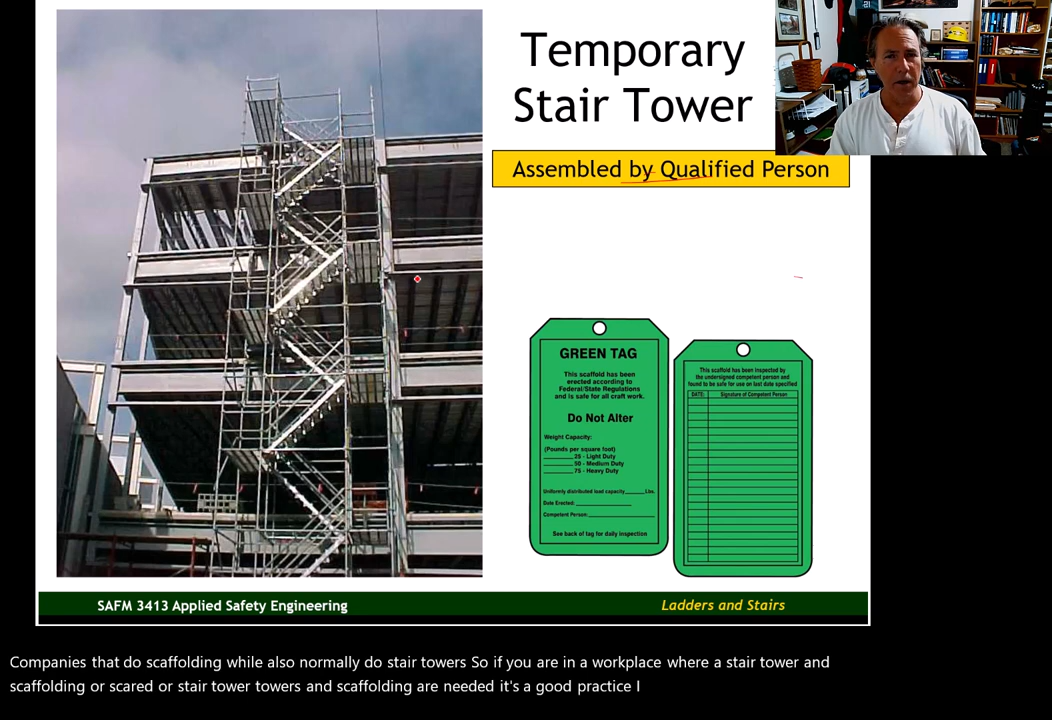 Temporary
Stair Tower
Assembled by Qualified Person
GREEN TAG
This scaffold has been
erected according to
Federal/State Regulations
and is safe for all craft work.
Do Not Alter
Weight Capacity:
(Pounds per square foot)
________ 25 - Light Duty
________ 50 - Medium Duty
________ 75 - Heavy Duty
Uniformly distributed load capacity______Lbs.
Date Erected: ________________
Competent Person:____________________
See back of tag for daily inspection
This scaffold has been inspected by
the undersigned competent person and
found to be safe for use on last date specified
DATE: Signature of Competent Person
SAFM 3413 Applied Safety Engineering
Ladders and Stairs
Companies that do scaffolding while also normally do stair towers So if you are in a workplace where a stair tower and
scaffolding or scared or stair tower towers and scaffolding are needed it's a good practice I